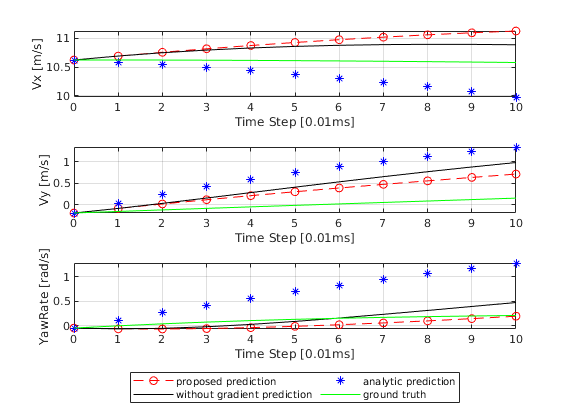 Vx [m/s]
11
10.5
10
0 1 2 3 4 5 6 7 8 9 10
Time Step [0.01ms]
Vy [m/s]
1
0.5
0
0 1 2 3 4 5 6 7 8 9 10
Time Step [0.01ms]
YawRate [rad/s]
1
0.5
0
0 1 2 3 4 5 6 7 8 9 10
Time Step [0.01ms]
proposed prediction analytic prediction
without gradient prediction ground truth